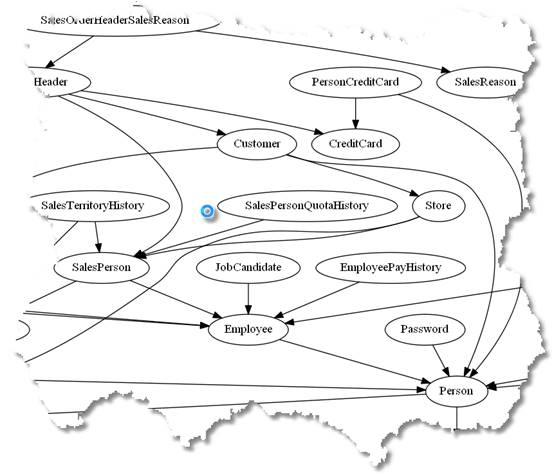 SalesOrderHeaderSalesReason
Header
PersonCreditCard
SalesReason
Customer
CreditCard
SalesTerritoryHistory
SalesPersonQuotaHistory
Store
SalesPerson
JobCandidate
EmployeePayHistory
Employee
Password
Person